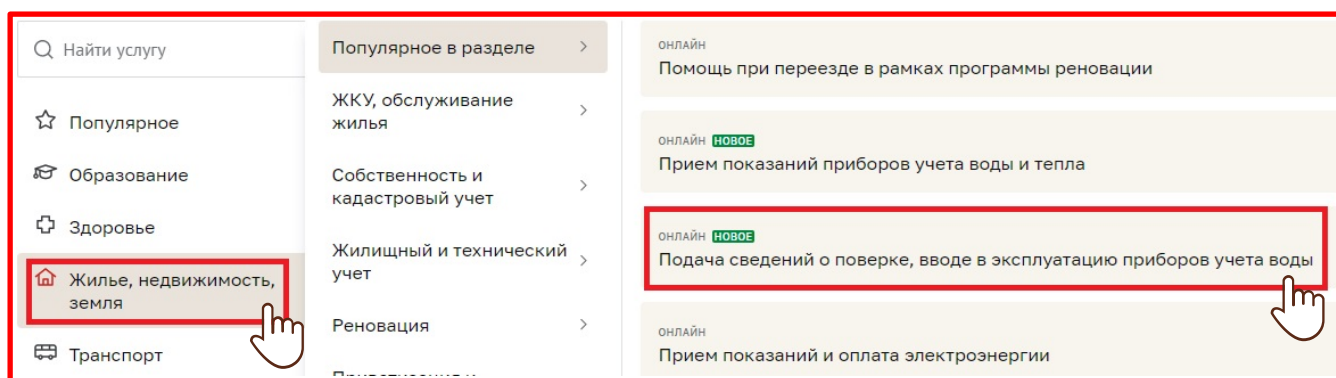 Найти услугу
Популярное
Образование
Здоровье
Жилье, недвижимость,
земля
Транспорт
Популярное в разделе
ЖКУ, обслуживание
жилья
Собственность и
кадастровый учет
Жилищный и технический
учет
Реновация
ОНЛАЙН
Помощь при переезде в рамках программы реновации
ОНЛАЙН НОВОЕ
Прием показаний приборов учета воды и тепла
ОНЛАЙН НОВОЕ
Подача сведений о поверке, вводе в эксплуатацию приборов учета воды
ОНЛАЙН
Прием показаний и оплата электроэнергии